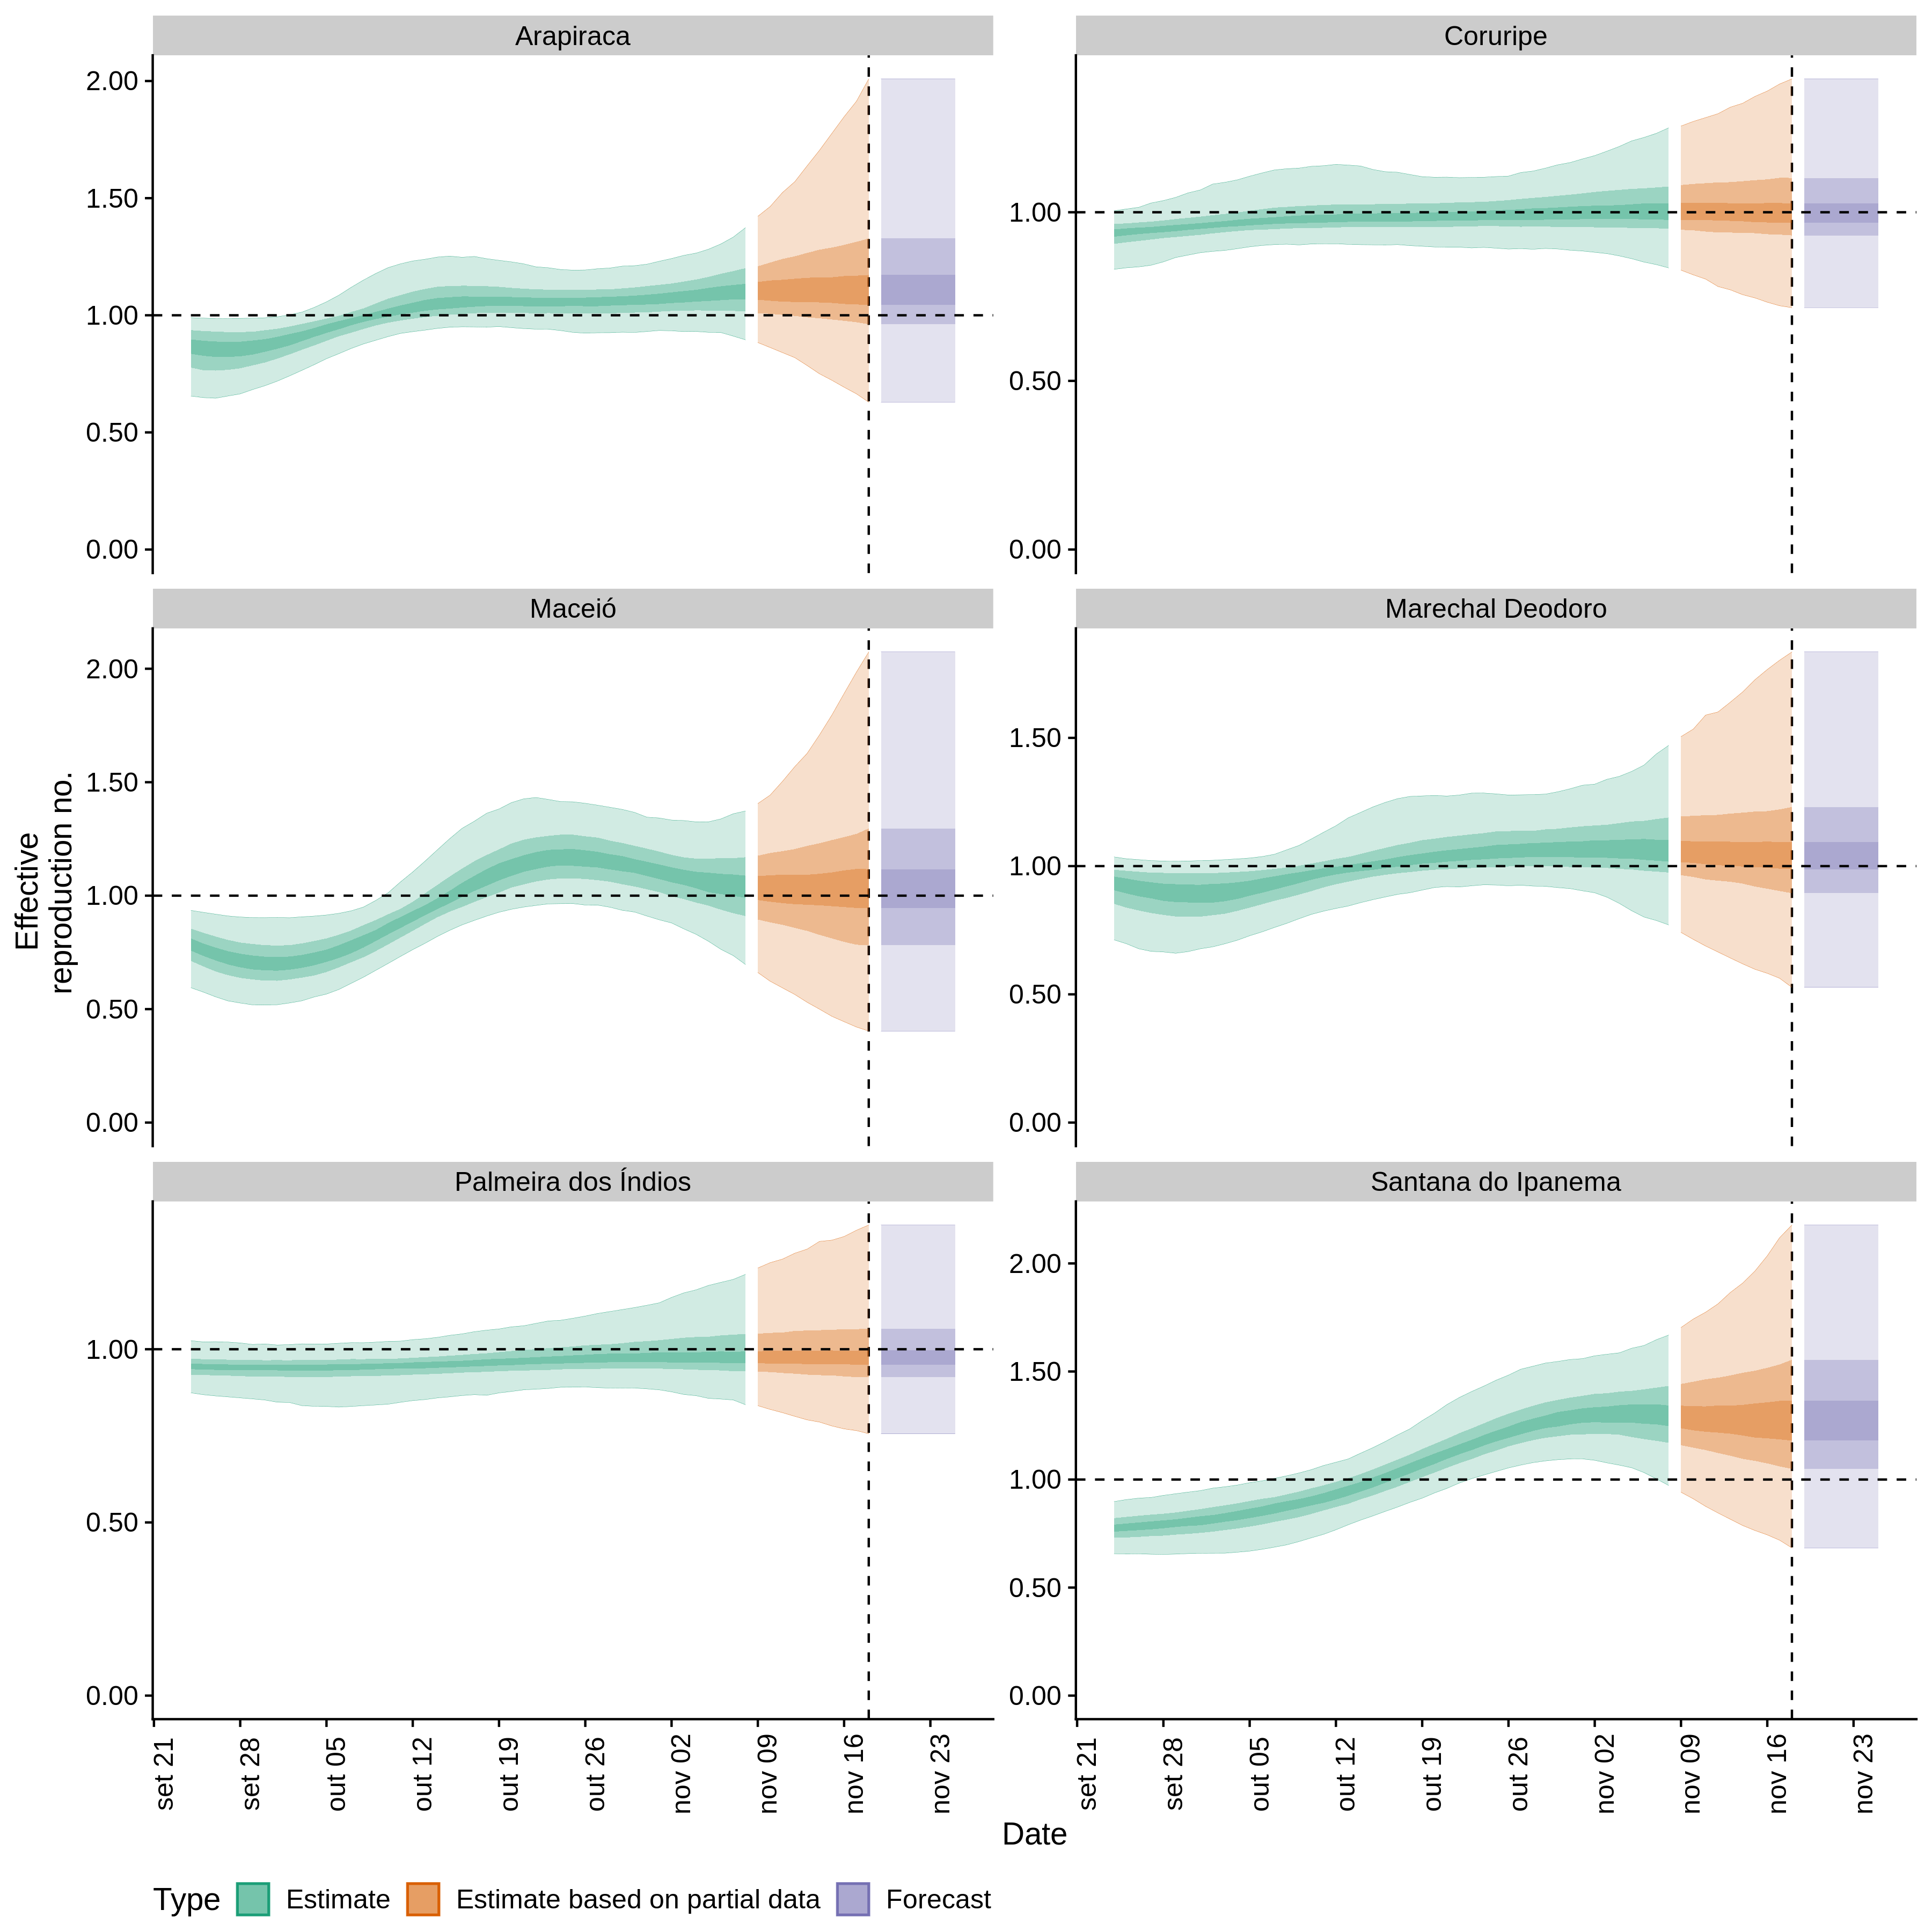 Arapiraca
Coruripe
2.00
1.50
1.00
0.50
0.00
1.00
0.50
0.00
Maceió
Marechal Deodoro
2.00
1.50
1.00
0.50
0.00
1.50
1.00
0.50
0.00
Effective
reproduction no.
Palmeira dos Índios
Santana do Ipanema
1.00
0.50
0.00
2.00
1.50
1.00
0.50
0.00
set 21
set 28
out 05
out 12
out 19
out 26
nov 02
nov 09
nov 16
nov 23
set 21
set 28
out 05
out 12
out 19
out 26
nov 02
nov 09
nov 16
nov 23
Date
Type Estimate Estimate based on partial data Forecast